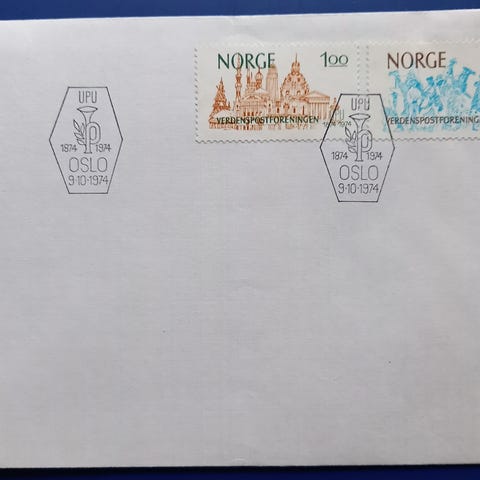 NORGE 1.00
VERDENSPOSTFORENINGEN
NORGE
VERDENSPOSTFORENING
UPU
1874 1974
OSLO
9-10-1974
UPU
1874 1974
OSLO
9-10-1974